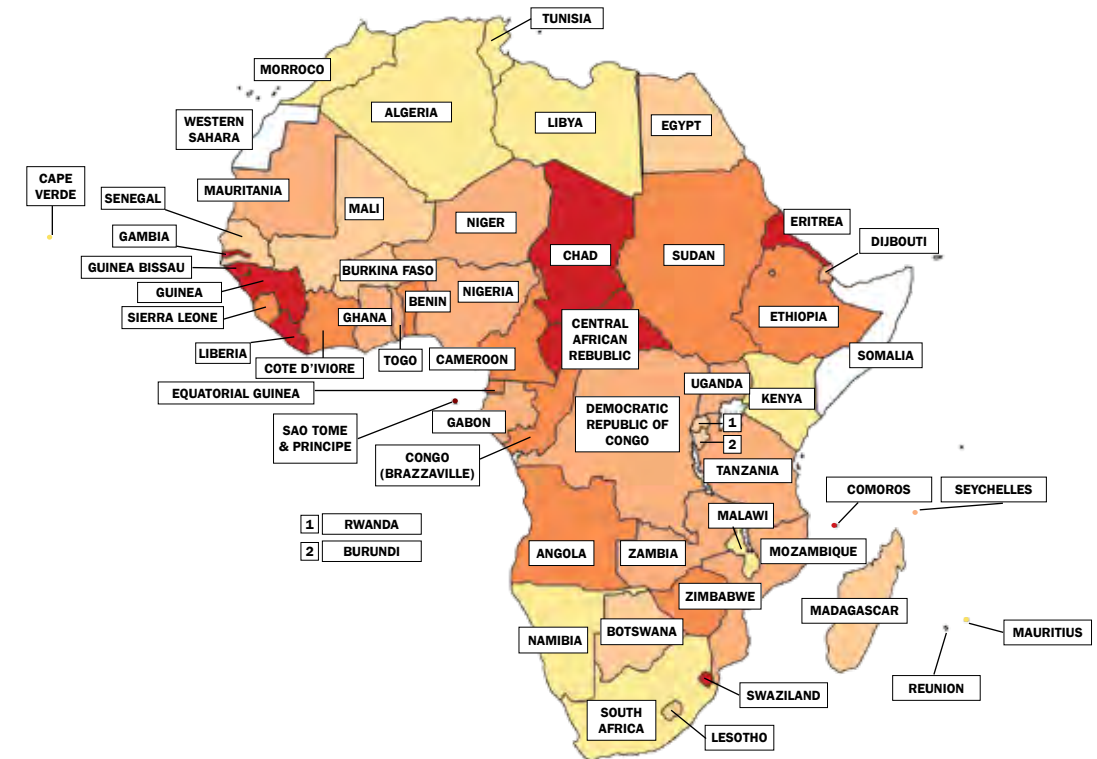 TUNISIA
MORROCO
ALGERIA
LIBYA
EGYPT
WESTERN
SAHARA
CAPE
VERDE
SENEGAL
MAURITANIA
MALI
NIGER
CHAD
SUDAN
ERITREA
DIJBOUTI
GAMBIA
GUINEA BISSAU
GUINEA
SIERRA LEONE
LIBERIA
COTE D'IVIORE
BURKINA FASO
GHANA
BENIN
TOGO
NIGERIA
CAMEROON
CENTRAL
AFRICAN
REBUBLIC
ETHIOPIA
SOMALIA
EQUATORIAL GUINEA
SAO TOME
& PRINCIPE
GABON
CONGO
(BRAZZAVILLE)
DEMOCRATIC
REPUBLIC OF
CONGO
UGANDA
KENYA
1
2
TANZANIA
COMOROS
SEYCHELLES
1 RWANDA
2 BURUNDI
ANGOLA
ZAMBIA
MALAWI
MOZAMBIQUE
ZIMBABWE
MADAGASCAR
NAMIBIA
BOTSWANA
MAURITIUS
REUNION
SWAZILAND
SOUTH
AFRICA
LESOTHO